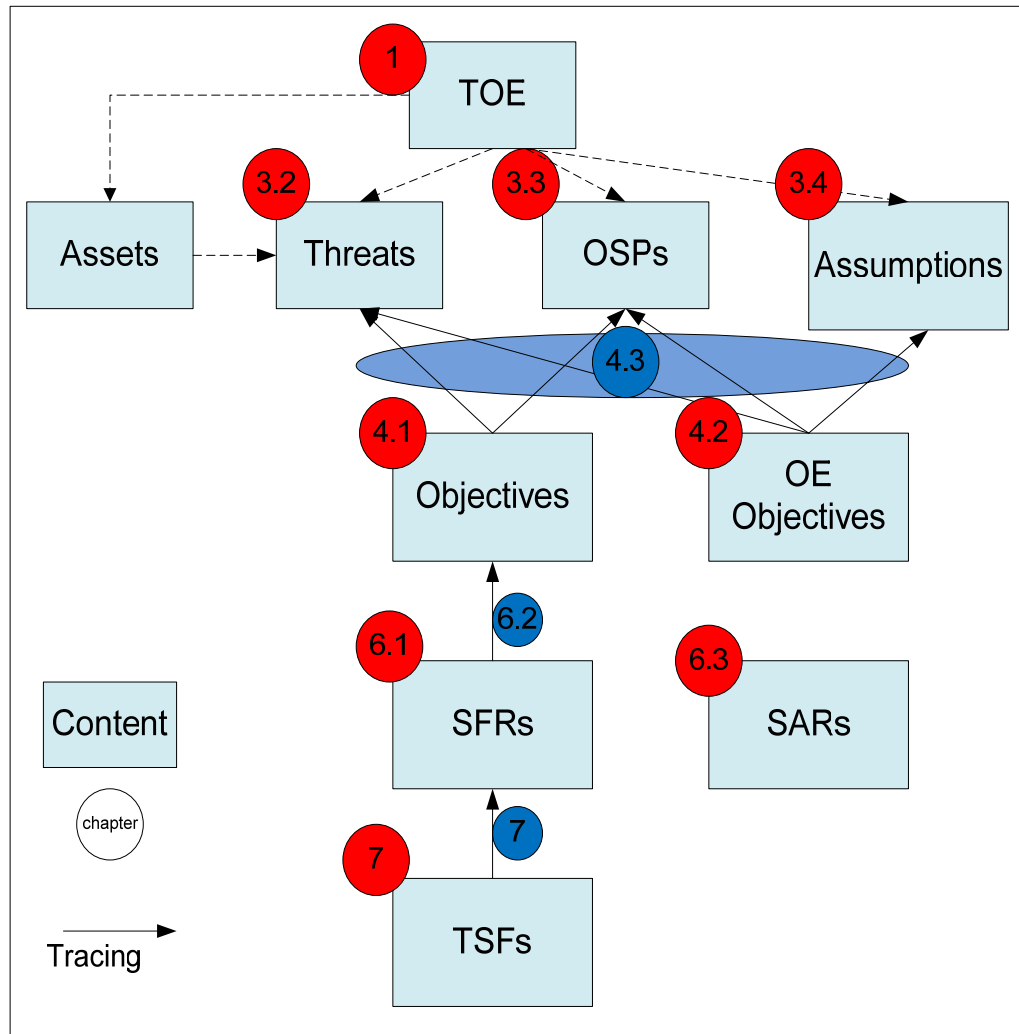 1
TOE
3.2
3.3
3.4
Assets
Threats
OSPs
Assumptions
4.3
4.1
4.2
Objectives
OE
Objectives
6.2
6.1
6.3
Content
SFRs
SARs
chapter
7
7
Tracing
TSFs